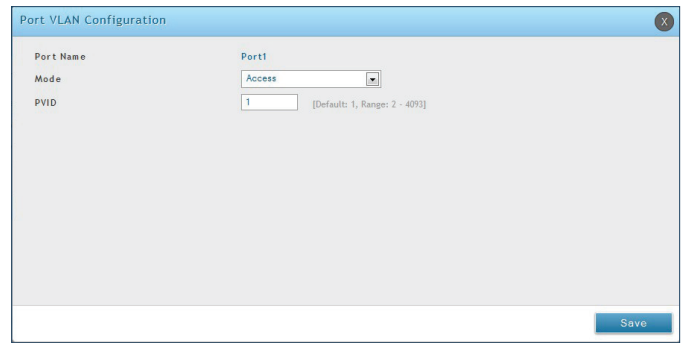 Port VLAN Configuration
X
Port Name Port1
Mode Access
PVID 1 [Default: 1, Range: 2 - 4093]
Save